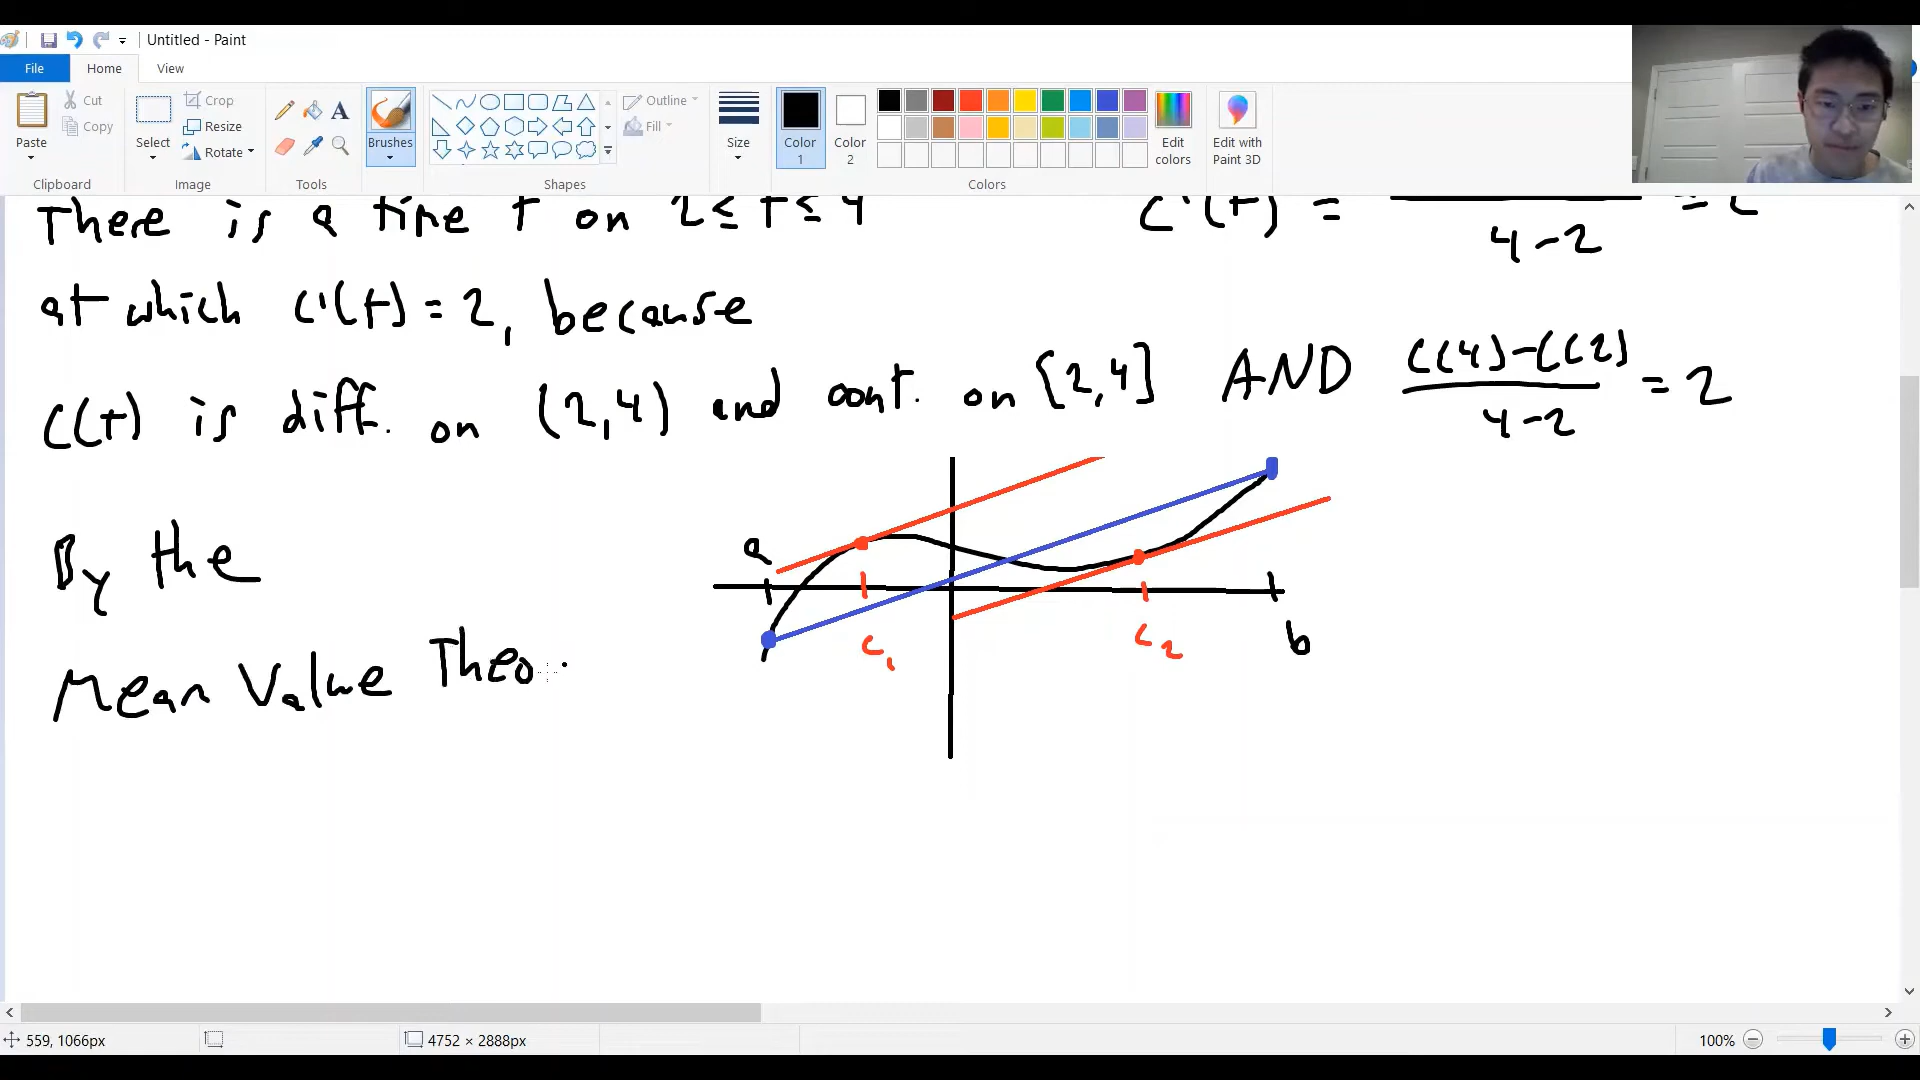 Untitled - Paint
File Home View
Paste
Cut
Copy
Clipboard
Select
Crop
Resize
Rotate
Image
Tools
Brushes
Shapes
Outline
Fill
Size
Color 1
Color 2
Edit colors
Edit with Paint 3D
Colors
There is a time t on 2 ≤ t ≤ 4
at which C'(t) = 2, because
C(t) is diff. on (2,4) and cont. on [2,4] AND C(4)-C(2) / 4-2 = 2
C'(t) = 4-2 = 2
By the
Mean Value Theo
a
b
c1
c2
559, 1066px
4752 × 2888px
100%